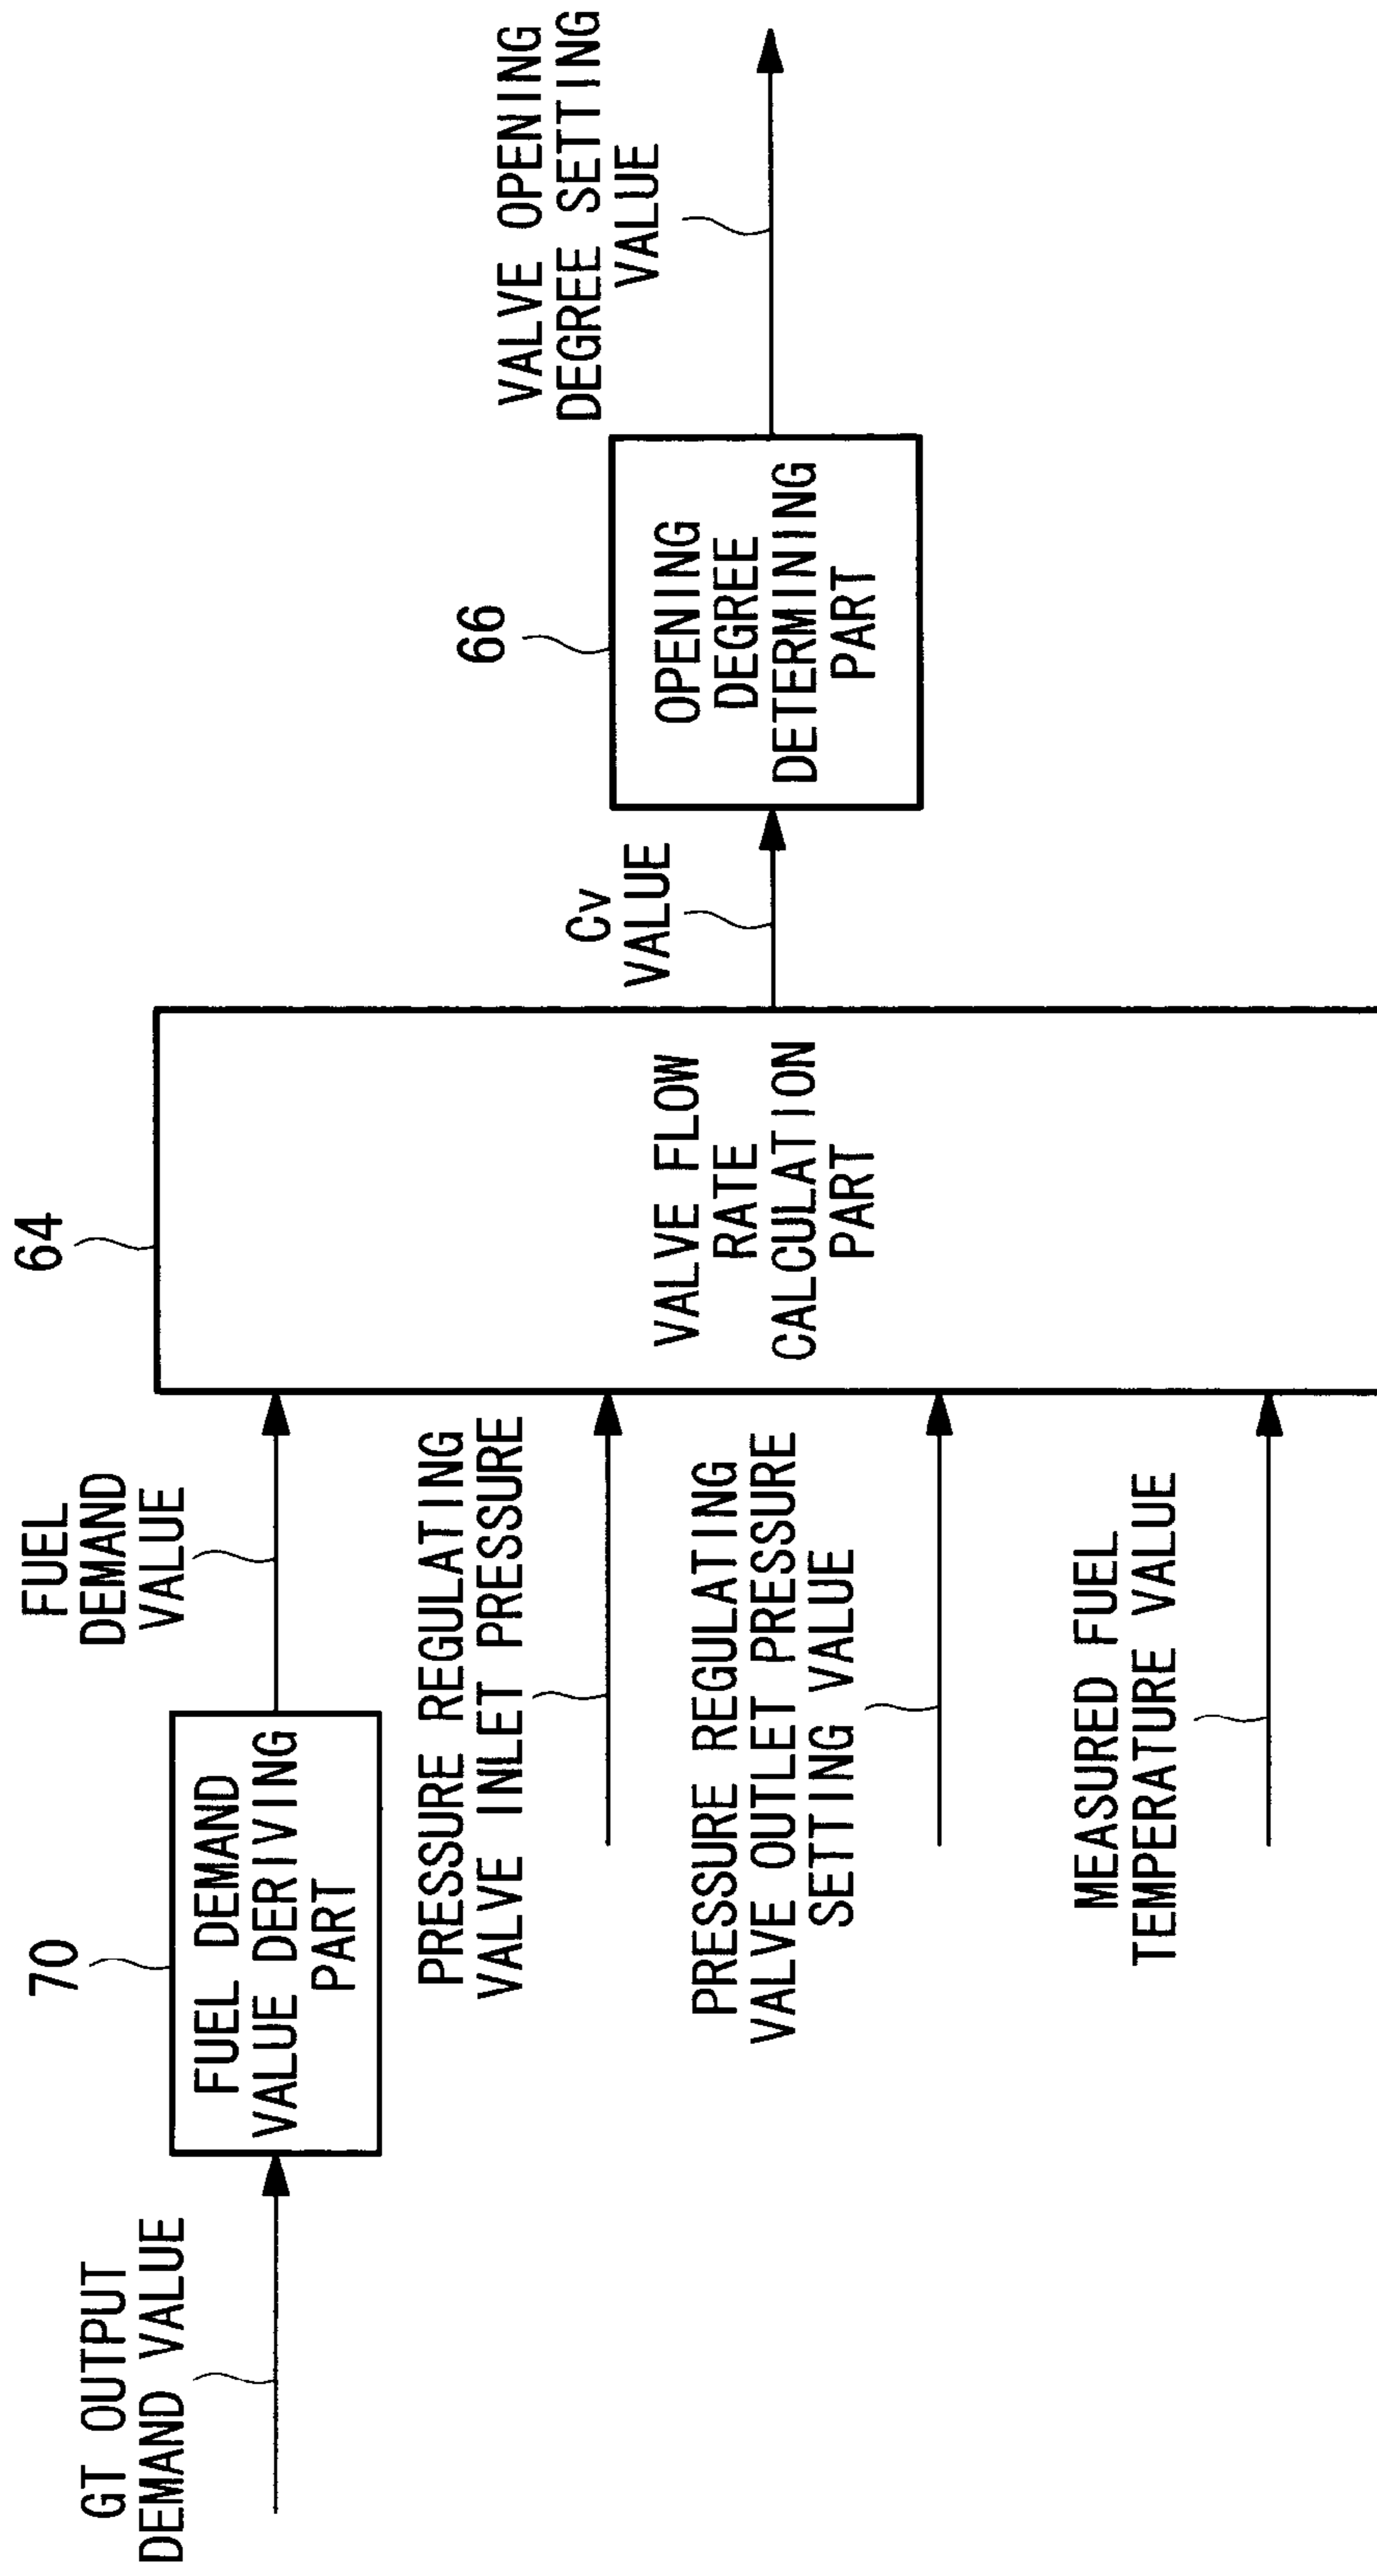 GT OUTPUT
DEMAND VALUE
70
FUEL DEMAND
VALUE DERIVING
PART
FUEL
DEMAND
VALUE
PRESSURE REGULATING
VALVE INLET PRESSURE
PRESSURE REGULATING
VALVE OUTLET PRESSURE
SETTING VALUE
MEASURED FUEL
TEMPERATURE VALUE
64
VALVE FLOW
RATE
CALCULATION
PART
Cv
VALUE
66
OPENING
DEGREE
DETERMINING
PART
VALVE OPENING
DEGREE SETTING
VALUE